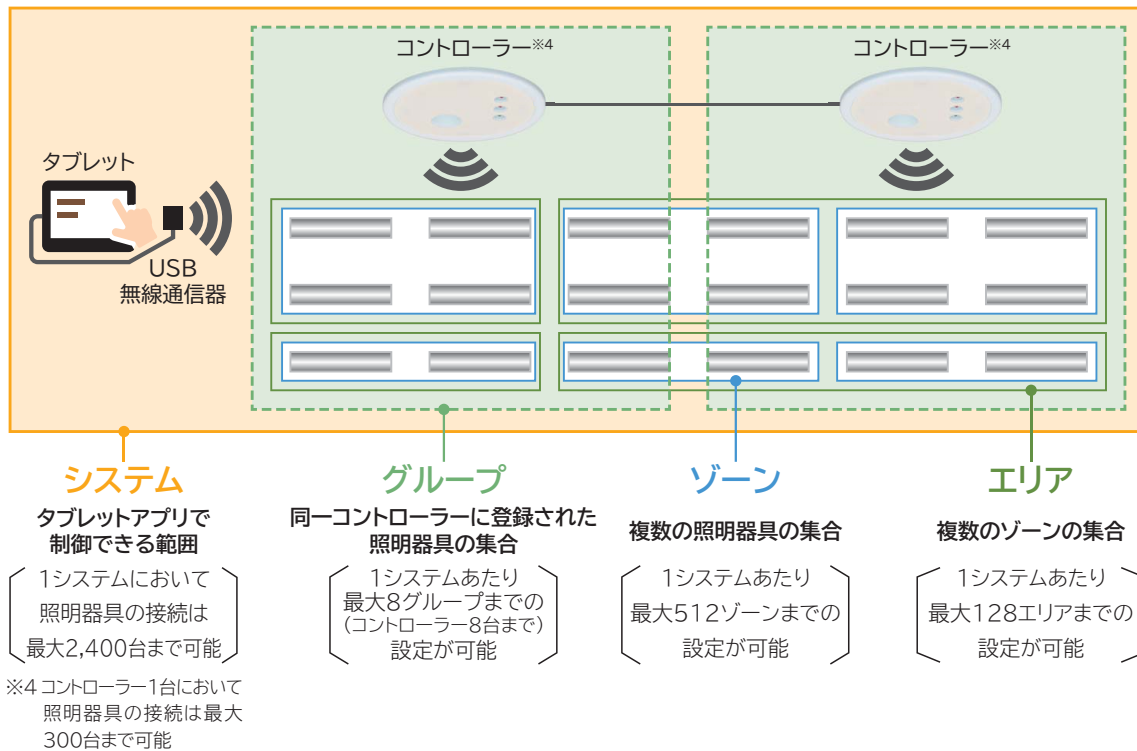 コントローラー※4
コントローラー※4
タブレット
USB
無線通信器
システム
タブレットアプリで
制御できる範囲
1システムにおいて
照明器具の接続は
最大2,400台まで可能
※4 コントローラー1台において
照明器具の接続は最大
300台まで可能
グループ
同一コントローラーに登録された
照明器具の集合
1システムあたり
最大8グループまでの
(コントローラー8台まで)
設定が可能
ゾーン
複数の照明器具の集合
1システムあたり
最大512ゾーンまでの
設定が可能
エリア
複数のゾーンの集合
1システムあたり
最大128エリアまでの
設定が可能